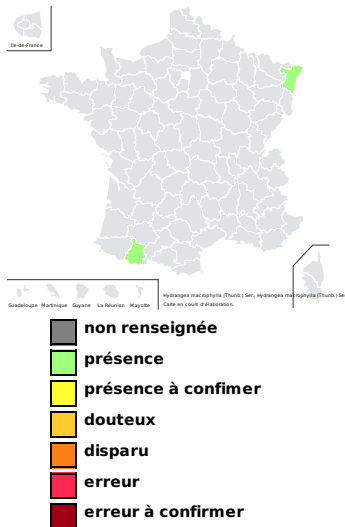 Île-de-France
Guadeloupe Martinique Guyane La Réunion Mayotte
Hydrangea macrophylla (Thunb.) Ser., Hydrangea macrophylla (Thunb.) Se
Carte en cours d'élaboration.
non renseignée
présence
présence à confimer
douteux
disparu
erreur
erreur à confirmer